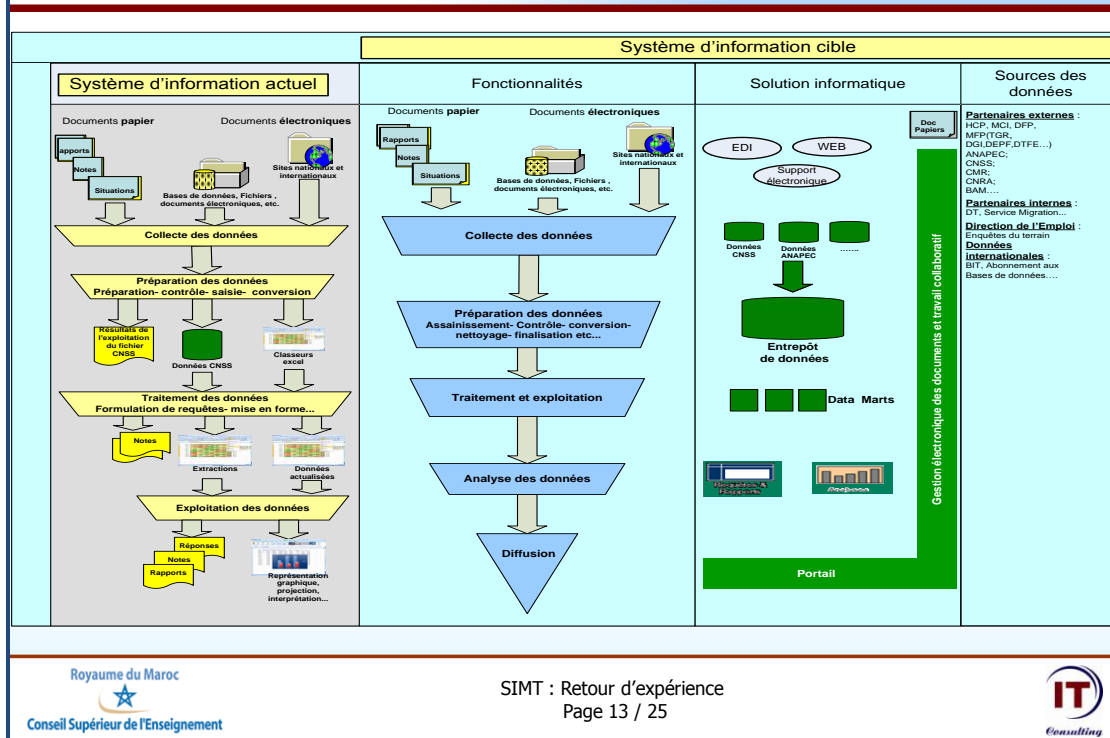 Système d'information cible
Système d'information actuel
Documents papier
Documents électroniques
apports
Notes
Situations
Bases de données, Fichiers ,
documents électroniques, etc.
Sites nationaux et
internationaux
Collecte des données
Préparation des données
Préparation- contrôle- saisie- conversion
Résultats de
l'exploitation
du fichier
CNSS
Données CNSS
Classeurs
excel
Traitement des données
Formulation de requêtes- mise en forme...
Notes
Extractions
Données
actualisées
Exploitation des données
Réponses
Notes
Rapports
Représentation
graphique,
projection,
interprétation...
Fonctionnalités
Documents papier
Documents électroniques
Rapports
Notes
Situations
Bases de données, Fichiers ,
documents électroniques, etc.
Sites nationaux et
internationaux
Collecte des données
Préparation des données
Assainissement- Contrôle- conversion-
nettoyage- finalisation etc...
Traitement et exploitation
Analyse des données
Diffusion
Solution informatique
Doc
Papiers
EDI
WEB
Support
électronique
Données
CNSS
Données
ANAPEC
.......
Entrepôt
de données
Data Marts
Requêtes &
Rapports
Gestion électronique des documents et travail collaboratif
Portail
Sources des
données
Partenaires externes :
HCP, MCI, DFP,
MFP(TGR,
DGI,DEPF,DTFE...)
ANAPEC;
CNSS;
CMR;
CNRA;
BAM....
Partenaires internes :
DT, Service Migration...
Direction de l'Emploi :
Enquêtes du terrain
Données
internationales :
BIT, Abonnement aux
Bases de données....
Royaume du Maroc
Conseil Supérieur de l'Enseignement
SIMT : Retour d'expérience
Page 13 / 25
IT
Consulting